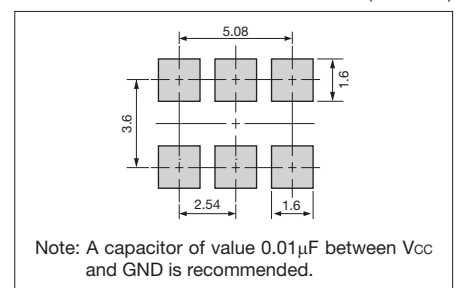 5.08
1.6
3.6
2.54
1.6
Note: A capacitor of value 0.01μF between Vcc
and GND is recommended.